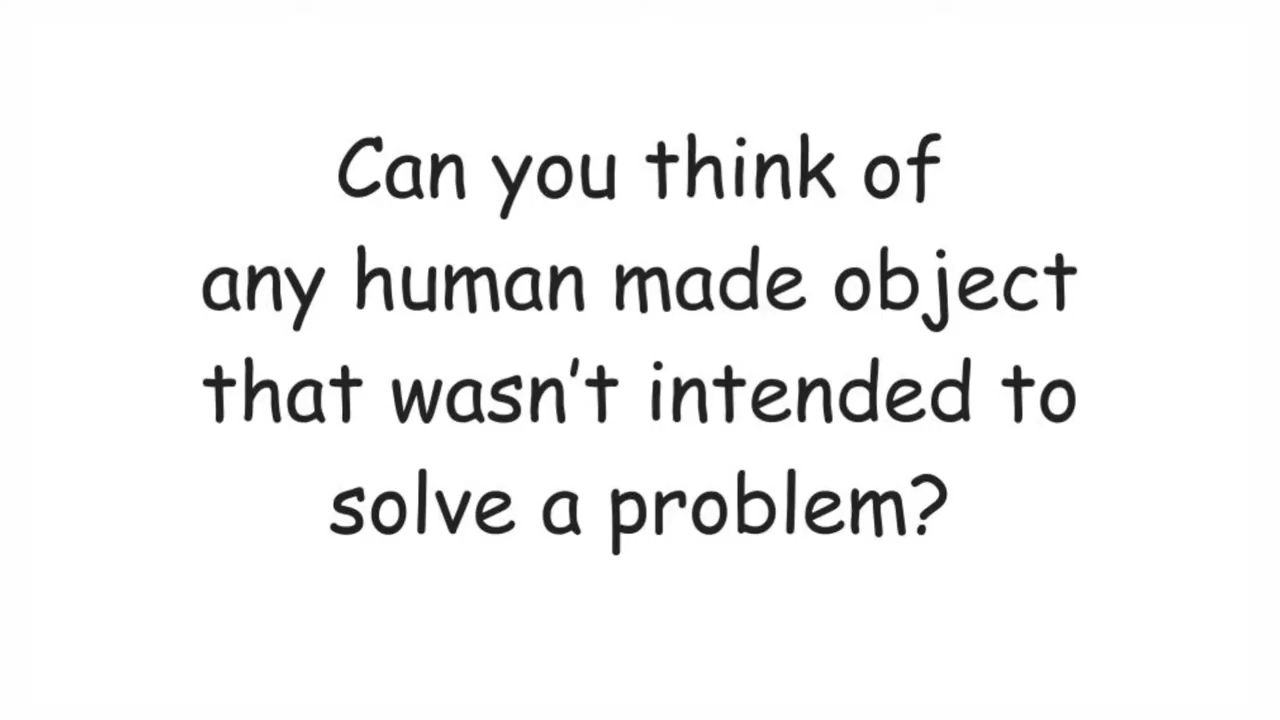 Can you think of
any human made object
that wasn't intended to
solve a problem?